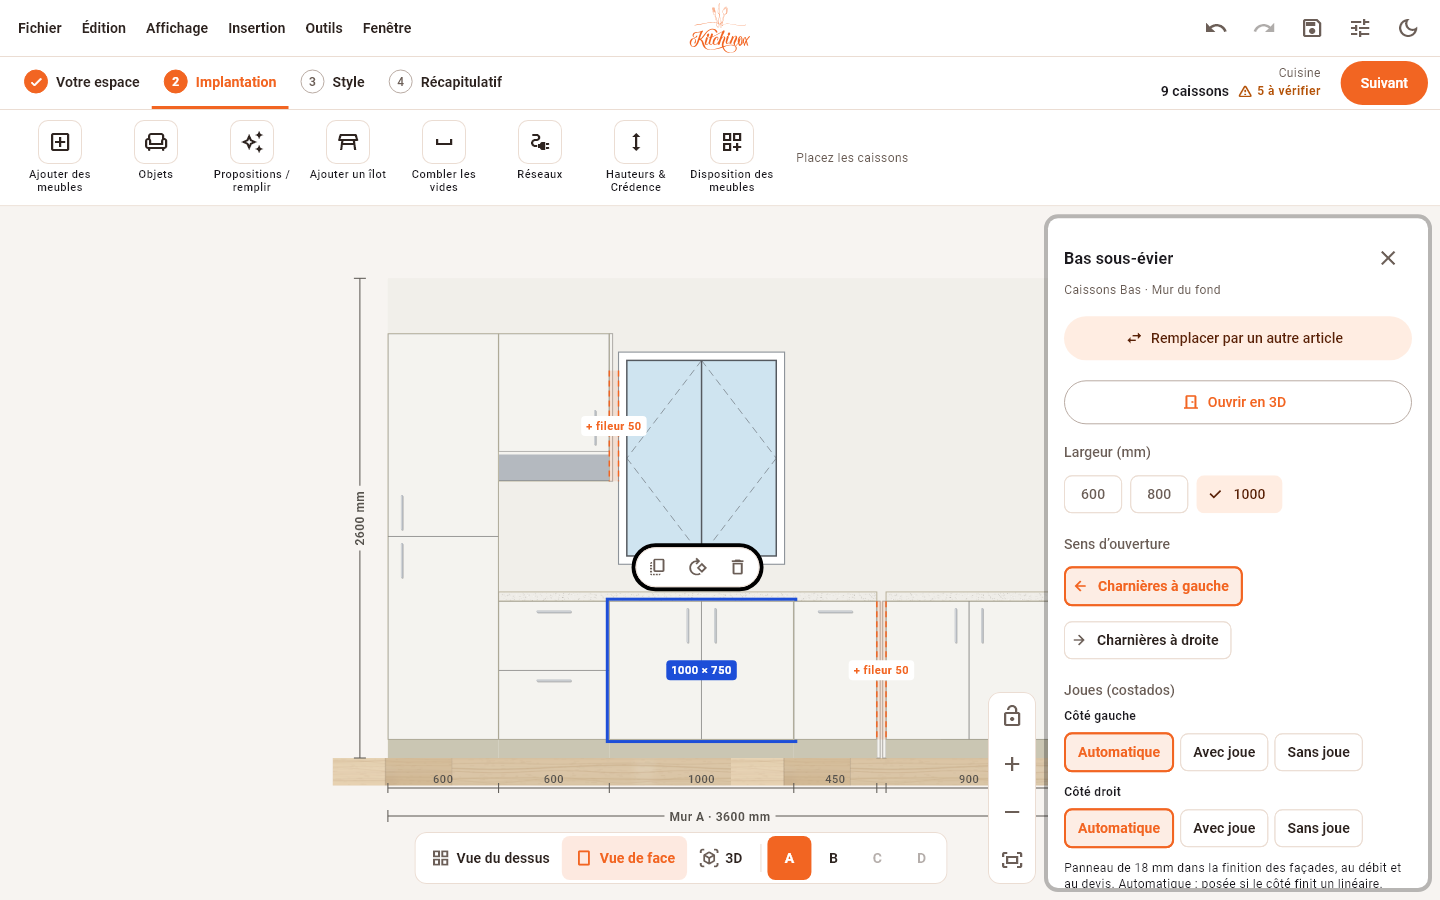 Fichier Édition Affichage Insertion Outils Fenêtre
Kitchinox
Votre espace 2 Implantation 3 Style 4 Récapitulatif
Cuisine
9 caissons 5 à vérifier
Suivant
Ajouter des meubles
Objets
Propositions / remplir
Ajouter un îlot
Combler les vides
Réseaux
Hauteurs & Crédence
Disposition des meubles
Placez les caissons
2600 mm
+ fileur 50
1000 × 750
+ fileur 50
600 600 1000 450 900
Mur A · 3600 mm
Vue du dessus Vue de face 3D A B C D
Bas sous-évier
Caissons Bas · Mur du fond
Remplacer par un autre article
Ouvrir en 3D
Largeur (mm)
600 800 1000
Sens d’ouverture
Charnières à gauche
Charnières à droite
Joues (costados)
Côté gauche
Automatique Avec joue Sans joue
Côté droit
Automatique Avec joue Sans joue
Panneau de 18 mm dans la finition des façades, au débit et
au devis. Automatique : posée si le côté finit un linéaire.